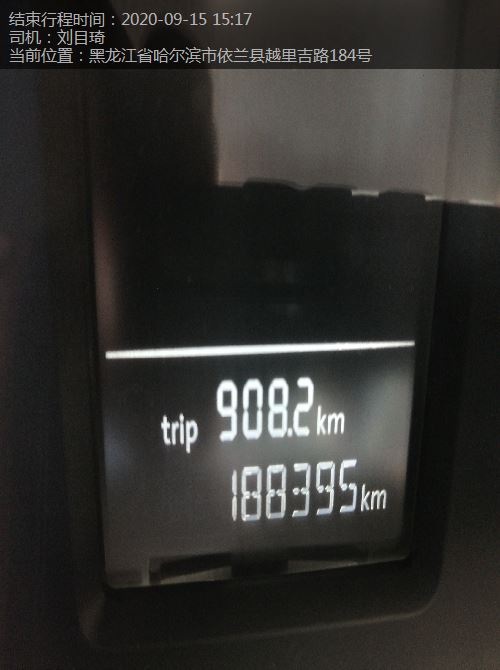 结束行程时间：2020-09-15 15:17
司机：刘目琦
当前位置：黑龙江省哈尔滨市依兰县越里吉路184号
trip 908.2 km
188395 km